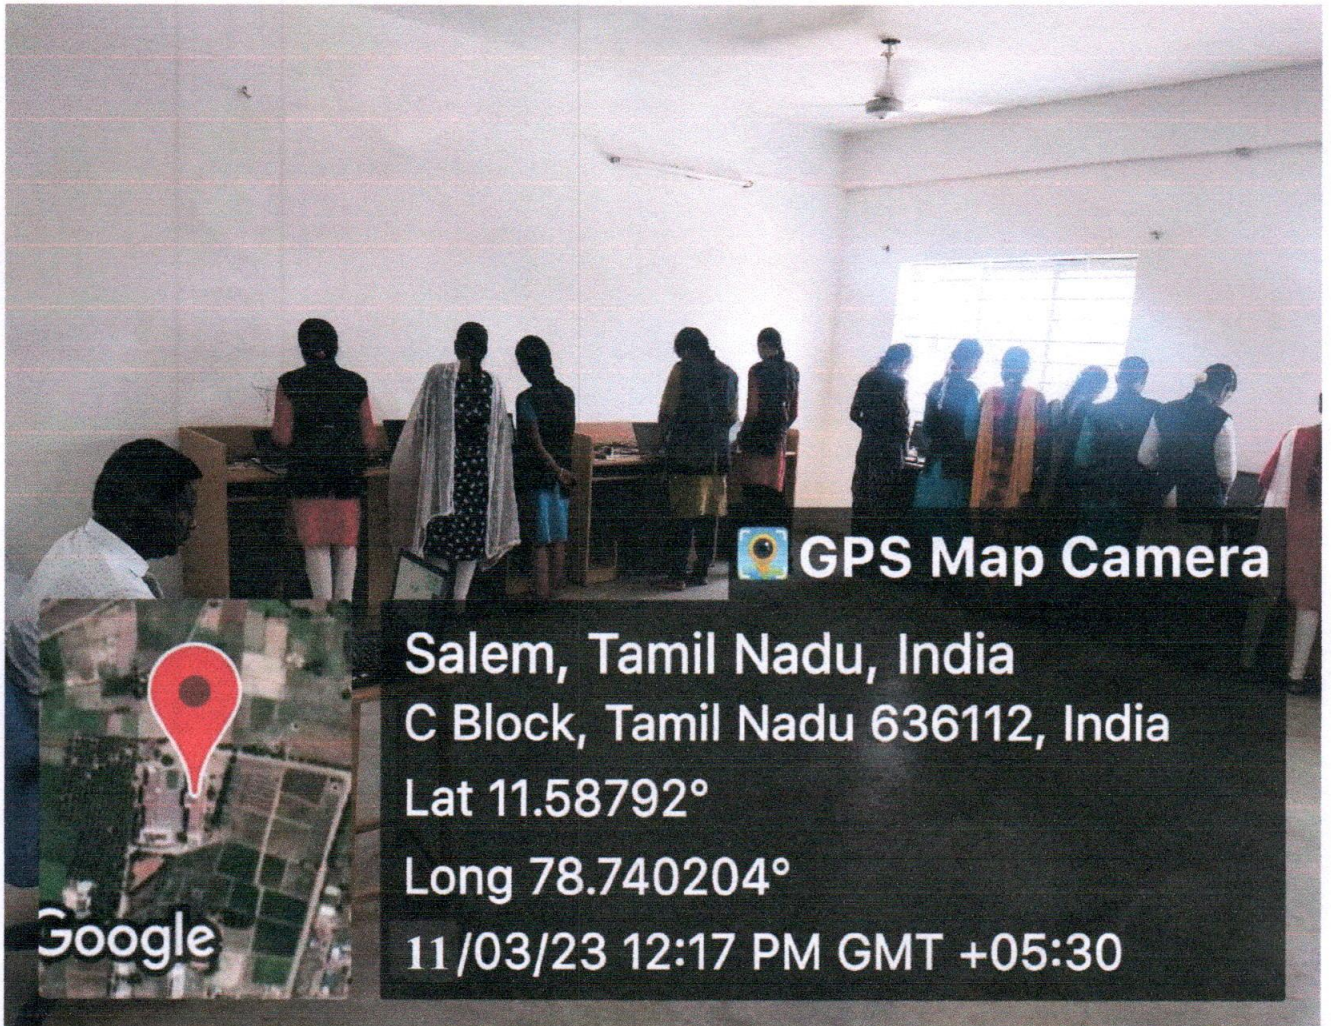 GPS Map Camera
Salem, Tamil Nadu, India
C Block, Tamil Nadu 636112, India
Lat 11.58792°
Long 78.740204°
11/03/23 12:17 PM GMT +05:30
Google